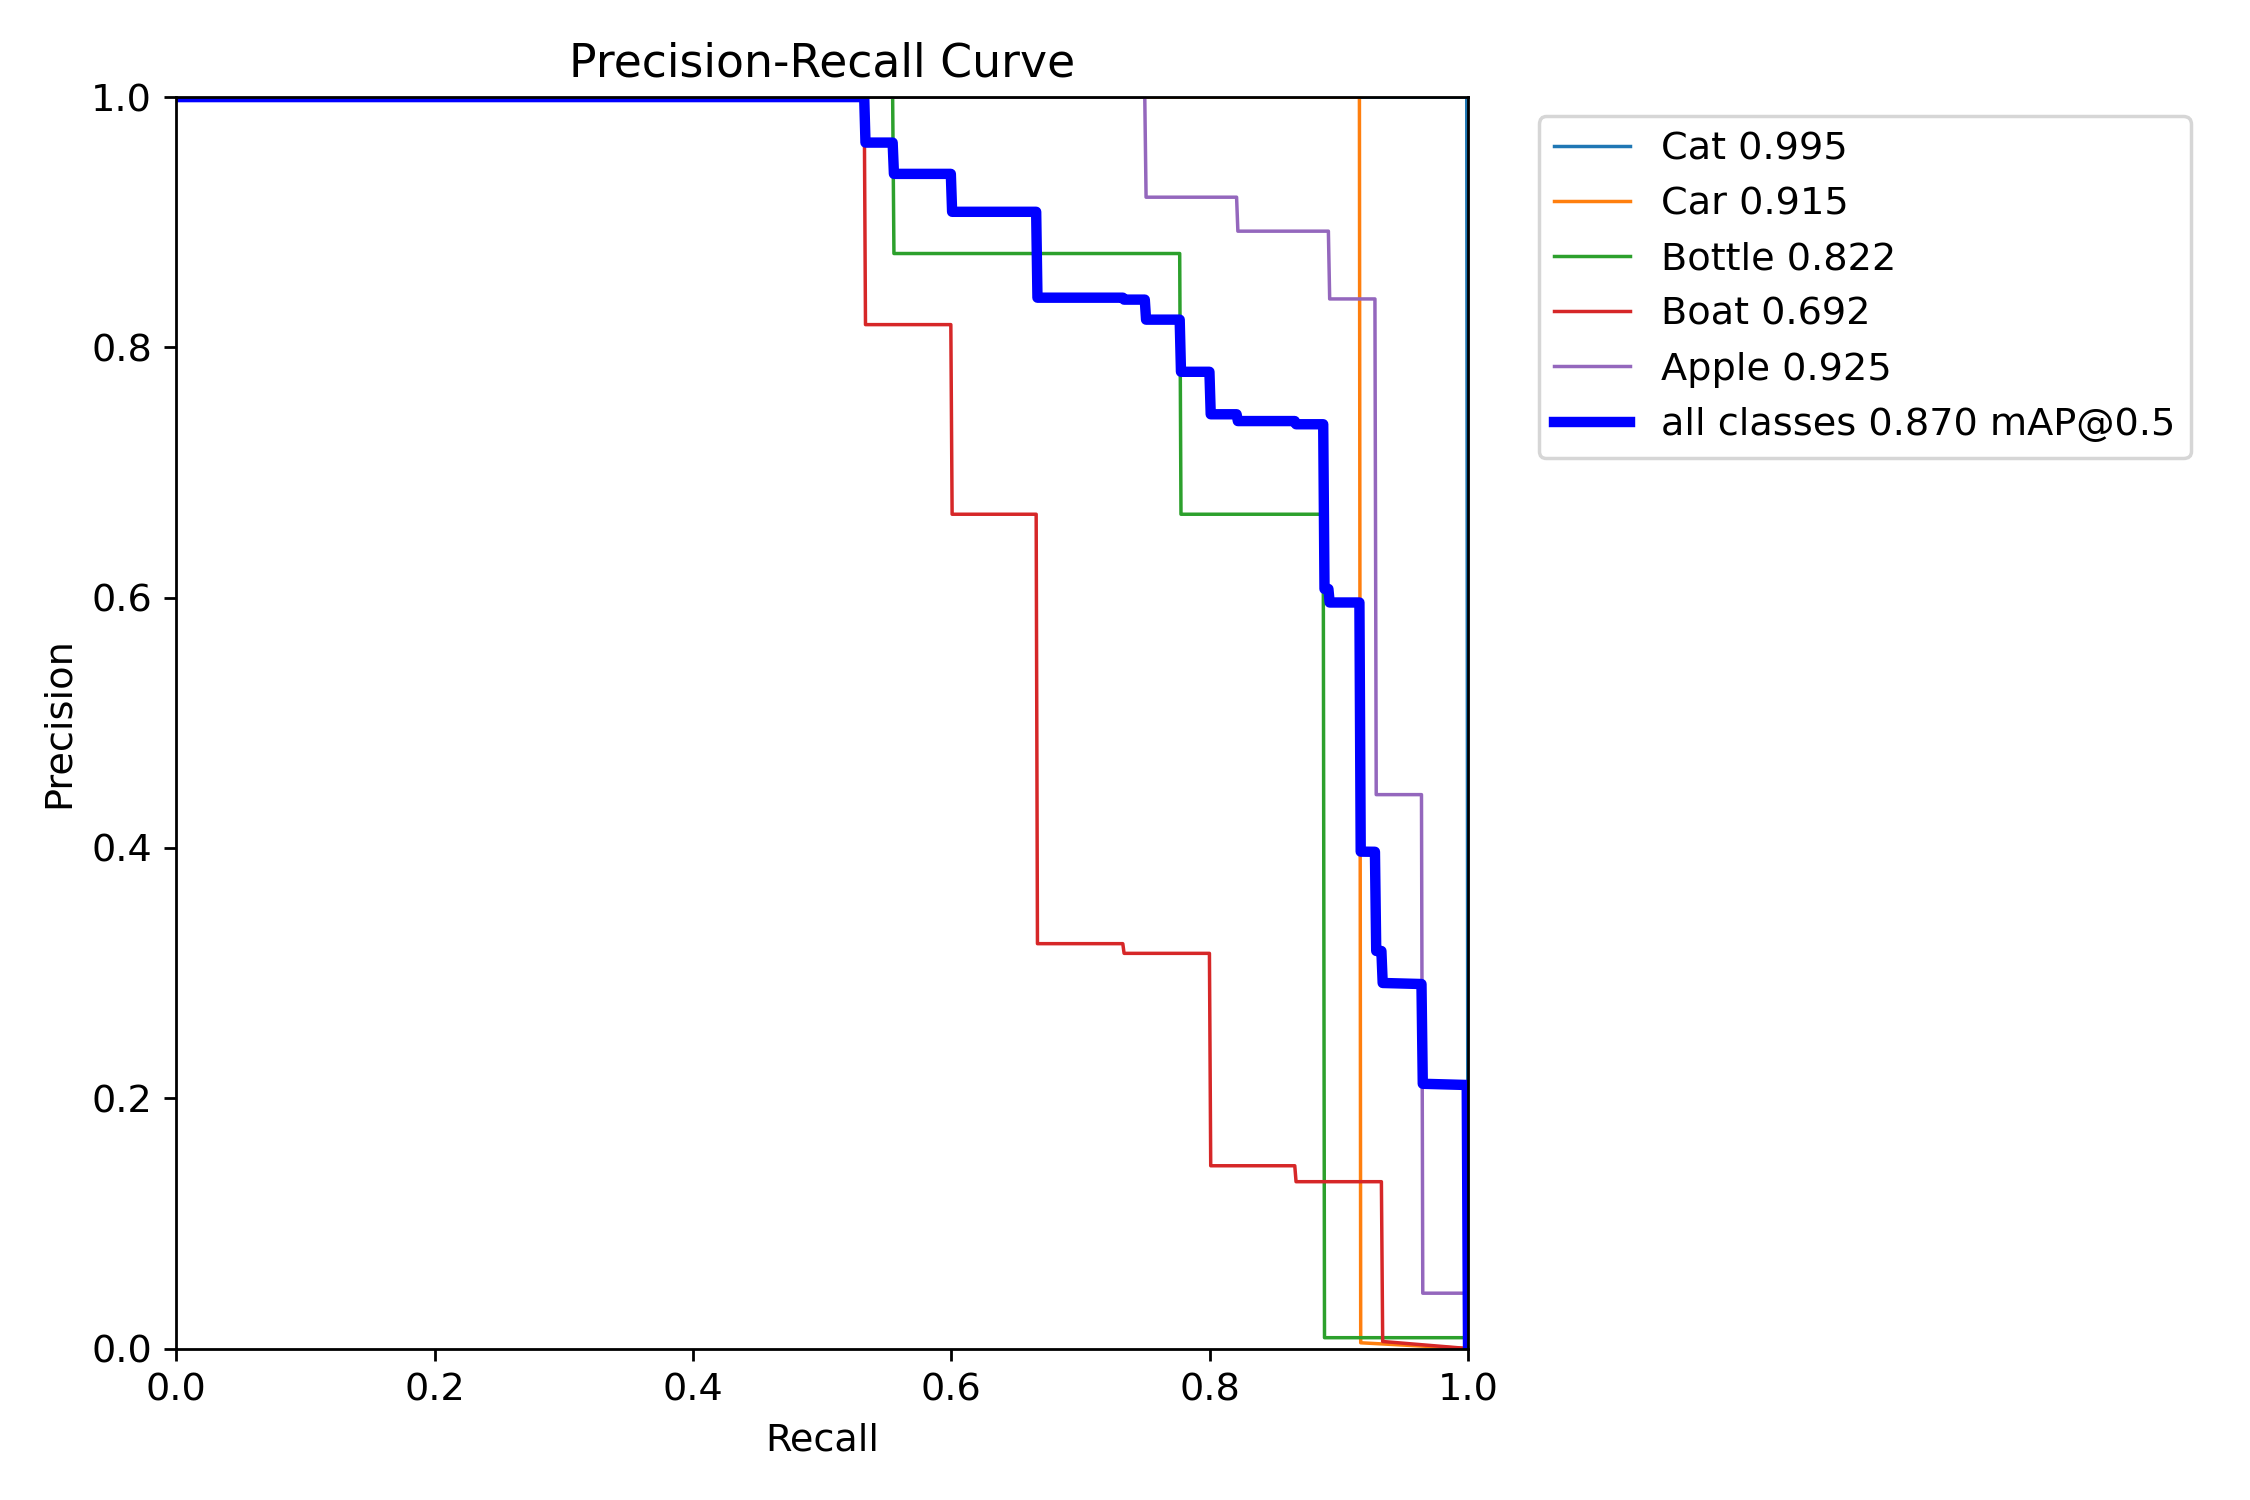 Precision-Recall Curve
1.0
0.8
0.6
0.4
0.2
0.0
Precision
0.0 0.2 0.4 0.6 0.8 1.0
Recall
Cat 0.995
Car 0.915
Bottle 0.822
Boat 0.692
Apple 0.925
all classes 0.870 mAP@0.5